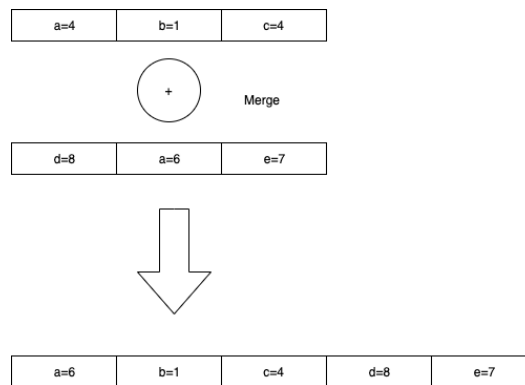 a=4 b=1 c=4
+
Merge
d=8 a=6 e=7
a=6 b=1 c=4 d=8 e=7